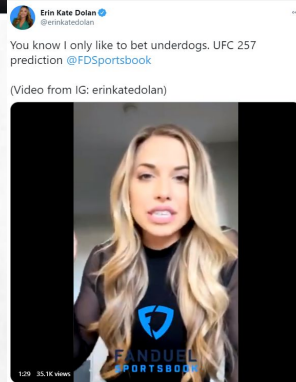 Erin Kate Dolan
@erinkatedolan
You know I only like to bet underdogs. UFC 257
prediction @FDSportsbook
(Video from IG: erinkatedolan)
FANDUEL
SPORTSBOOK
1:29 35.1K views